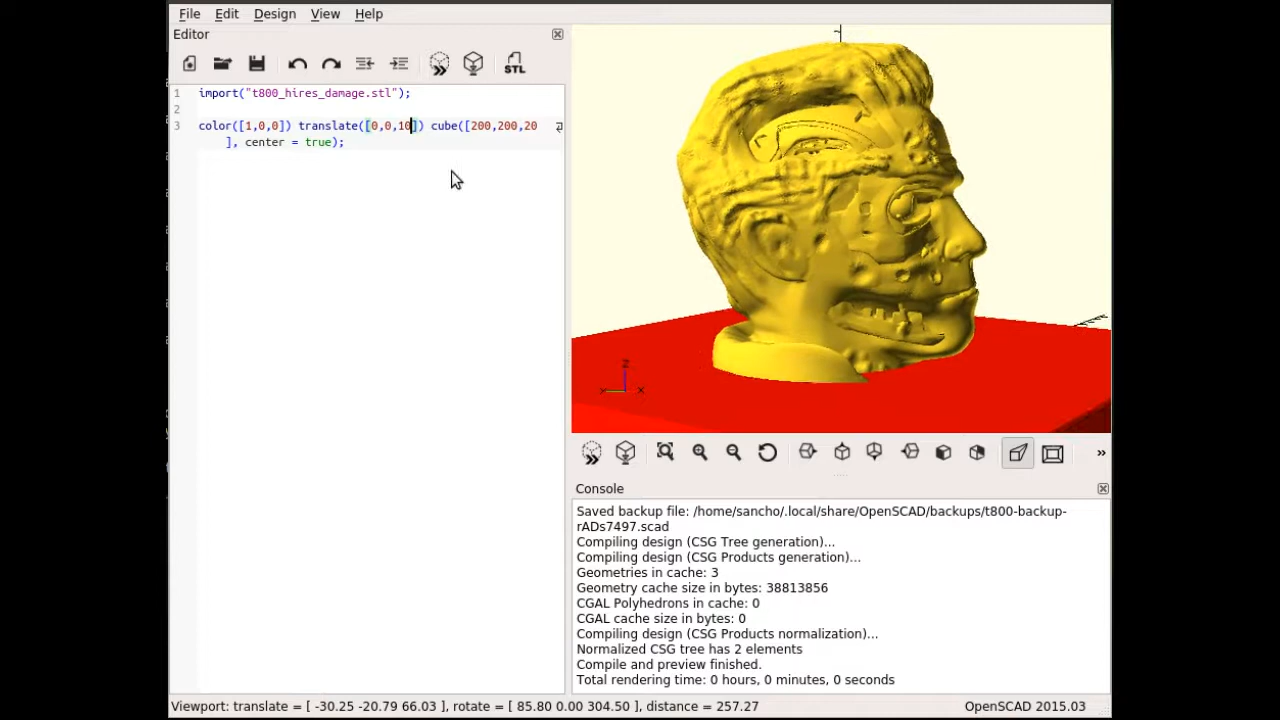 File Edit Design View Help
Editor
STL
1 import("t800_hires_damage.stl");
2
3 color([1,0,0]) translate([0,0,10]) cube([200,200,20
], center = true);
Z
X
Console
Saved backup file: /home/sancho/.local/share/OpenSCAD/backups/t800-backup-
rADs7497.scad
Compiling design (CSG Tree generation)...
Compiling design (CSG Products generation)...
Geometries in cache: 3
Geometry cache size in bytes: 38813856
CGAL Polyhedrons in cache: 0
CGAL cache size in bytes: 0
Compiling design (CSG Products normalization)...
Normalized CSG tree has 2 elements
Compile and preview finished.
Total rendering time: 0 hours, 0 minutes, 0 seconds
Viewport: translate = [ -30.25 -20.79 66.03 ], rotate = [ 85.80 0.00 304.50 ], distance = 257.27 OpenSCAD 2015.03